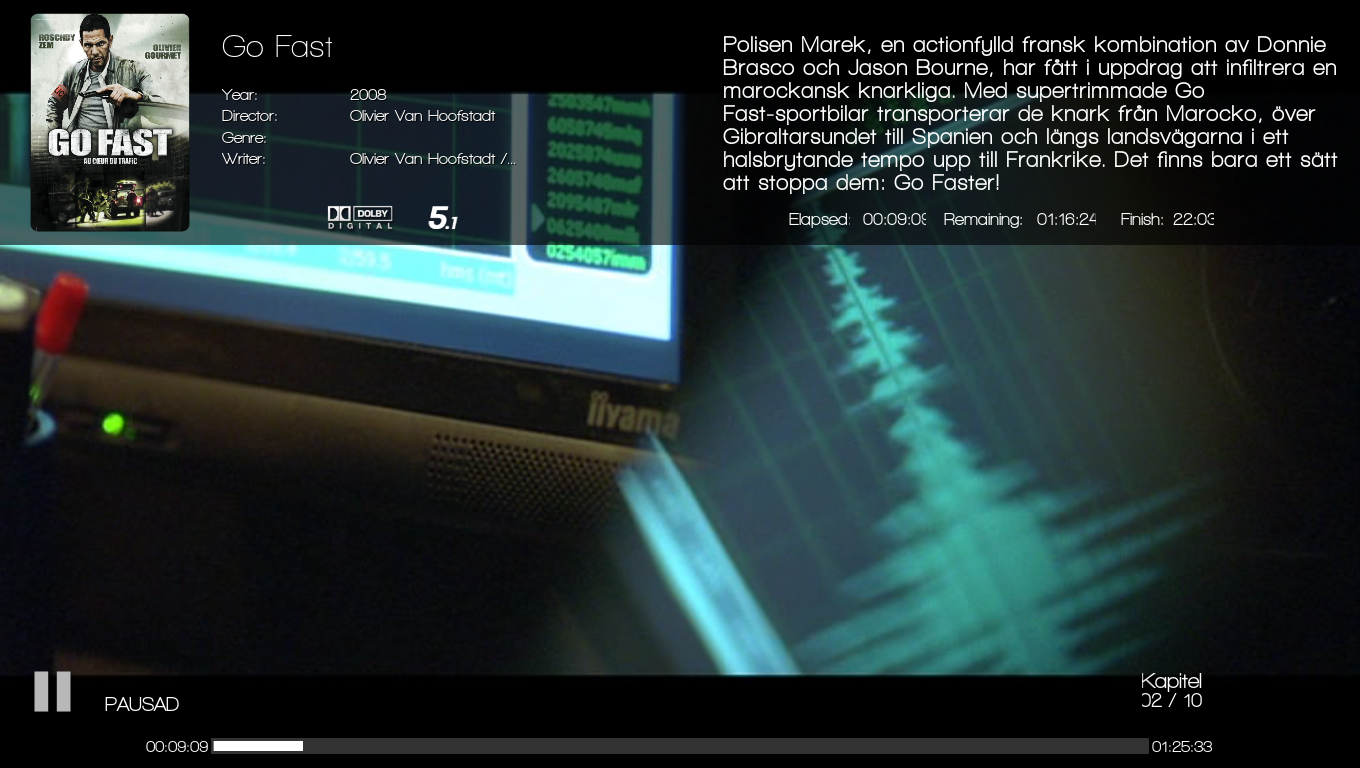 ROSCHDY
ZEM
OLIVIER
GOURMET
GO FAST
AU CŒUR DU TRAFIC
Go Fast
Year: 2008
Director: Olivier Van Hoofstadt
Genre:
Writer: Olivier Van Hoofstadt /...
DOLBY
DIGITAL
5.1
Polisen Marek, en actionfylld fransk kombination av Donnie
Brasco och Jason Bourne, har fått i uppdrag att infiltrera en
marockansk knarkliga. Med supertrimmade Go
Fast-sportbilar transporterar de knark från Marocko, över
Gibraltarsundet till Spanien och längs landsvägarna i ett
halsbrytande tempo upp till Frankrike. Det finns bara ett sätt
att stoppa dem: Go Faster!
Elapsed: 00:09:09 Remaining: 01:16:24 Finish: 22:03
iiyama
PAUSAD
Kapitel
02 / 10
00:09:09
01:25:33